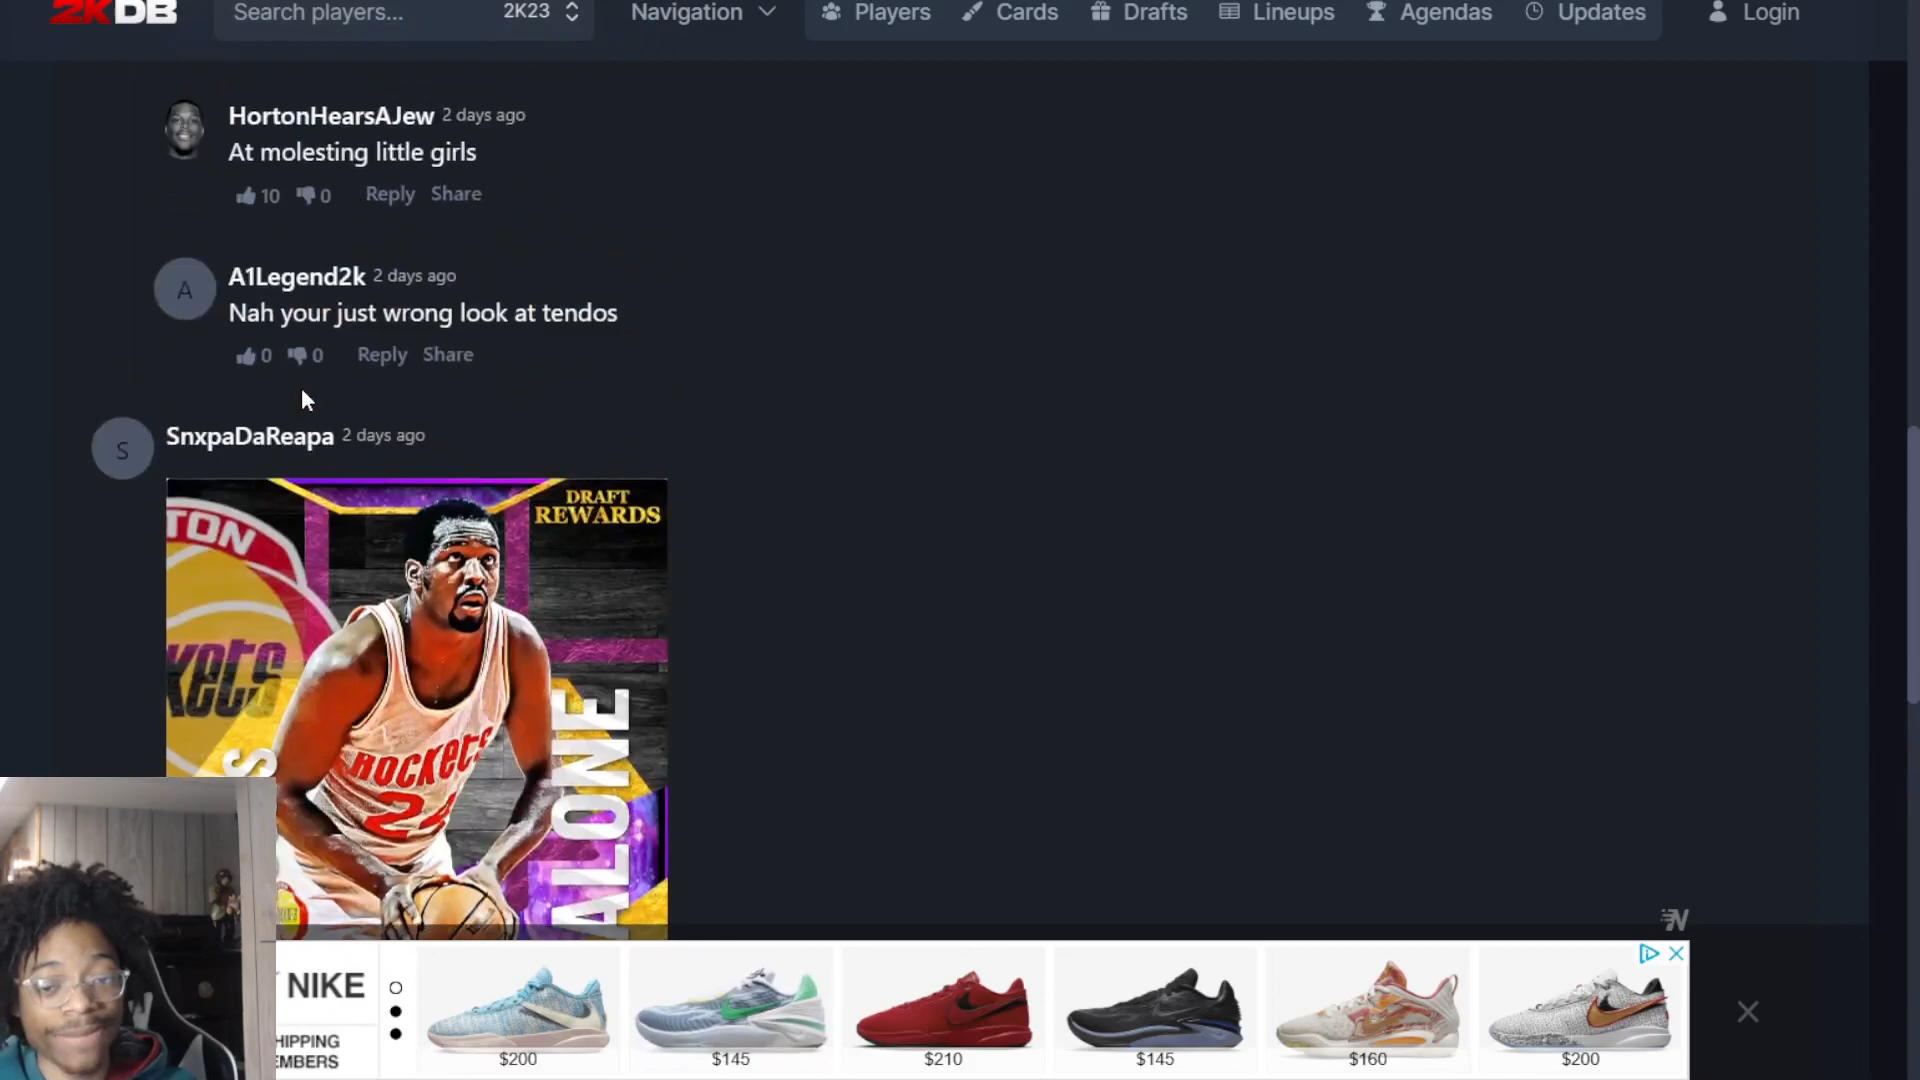 2KDB
Search players...
2K23
Navigation
Players
Cards
Drafts
Lineups
Agendas
Updates
Login
HortonHearsAJew 2 days ago
At molesting little girls
10 0 Reply Share
A
A1Legend2k 2 days ago
Nah your just wrong look at tendos
0 0 Reply Share
S
SnxpaDaReapa 2 days ago
DRAFT
REWARDS
TON
KETS
ROCKETS
24
S
ALONE
NIKE
HIPPING
EMBERS
$200
$145
$210
$145
$160
$200